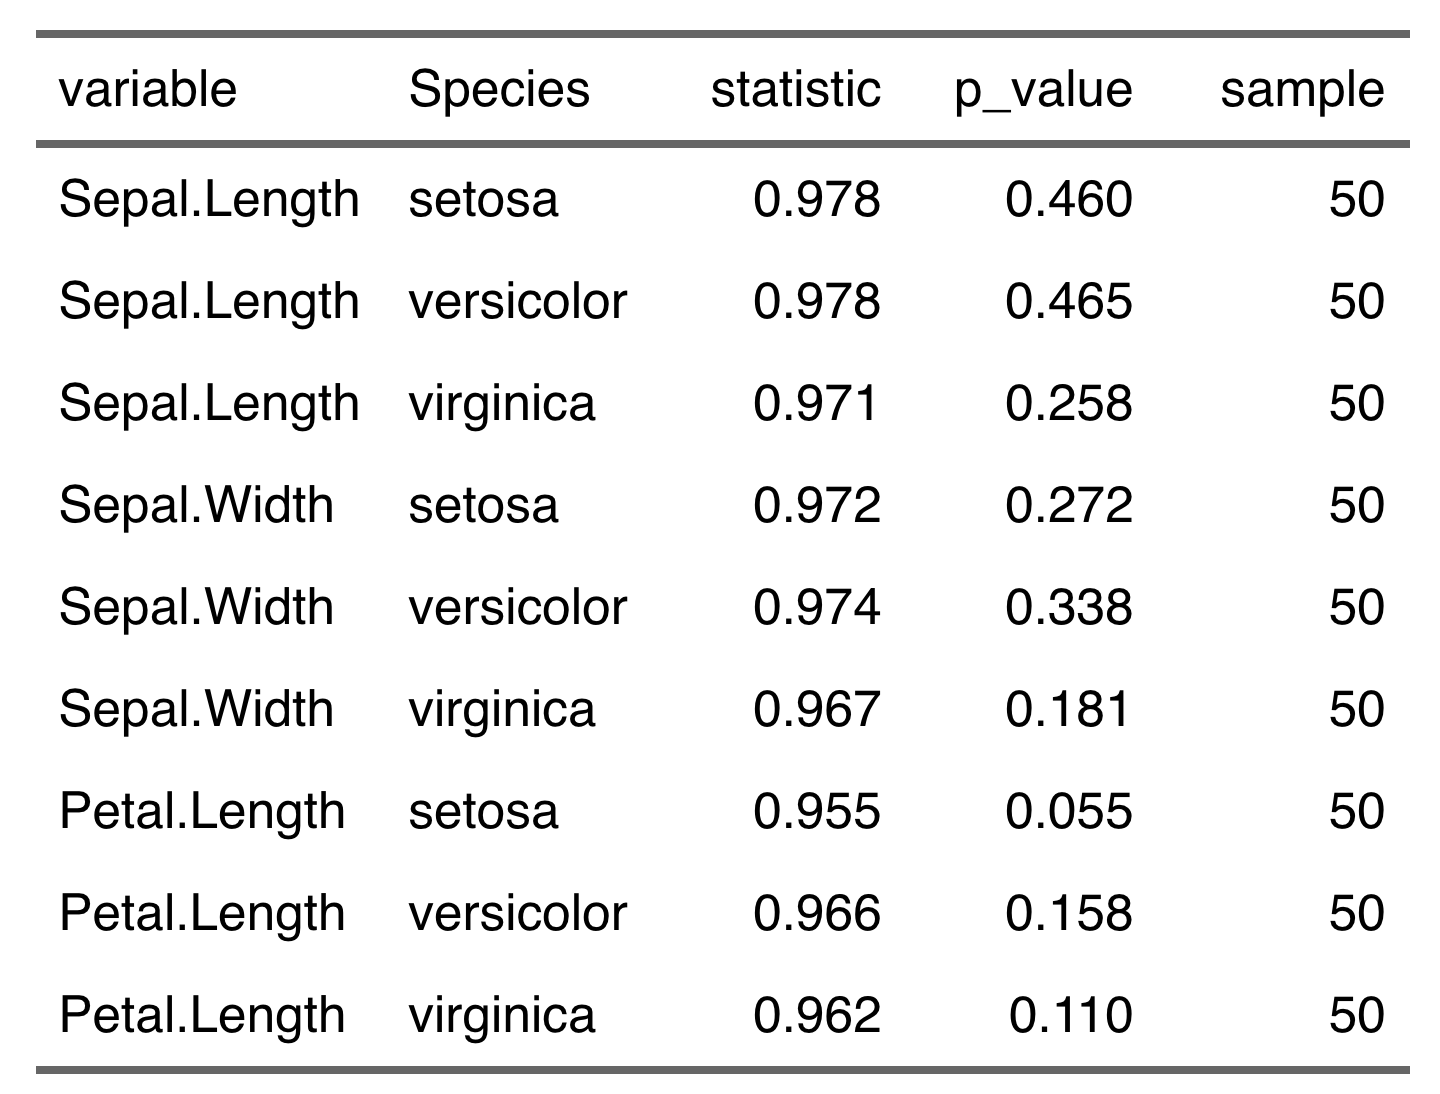 variable Species statistic p_value sample
Sepal.Length setosa 0.978 0.460 50
Sepal.Length versicolor 0.978 0.465 50
Sepal.Length virginica 0.971 0.258 50
Sepal.Width setosa 0.972 0.272 50
Sepal.Width versicolor 0.974 0.338 50
Sepal.Width virginica 0.967 0.181 50
Petal.Length setosa 0.955 0.055 50
Petal.Length versicolor 0.966 0.158 50
Petal.Length virginica 0.962 0.110 50